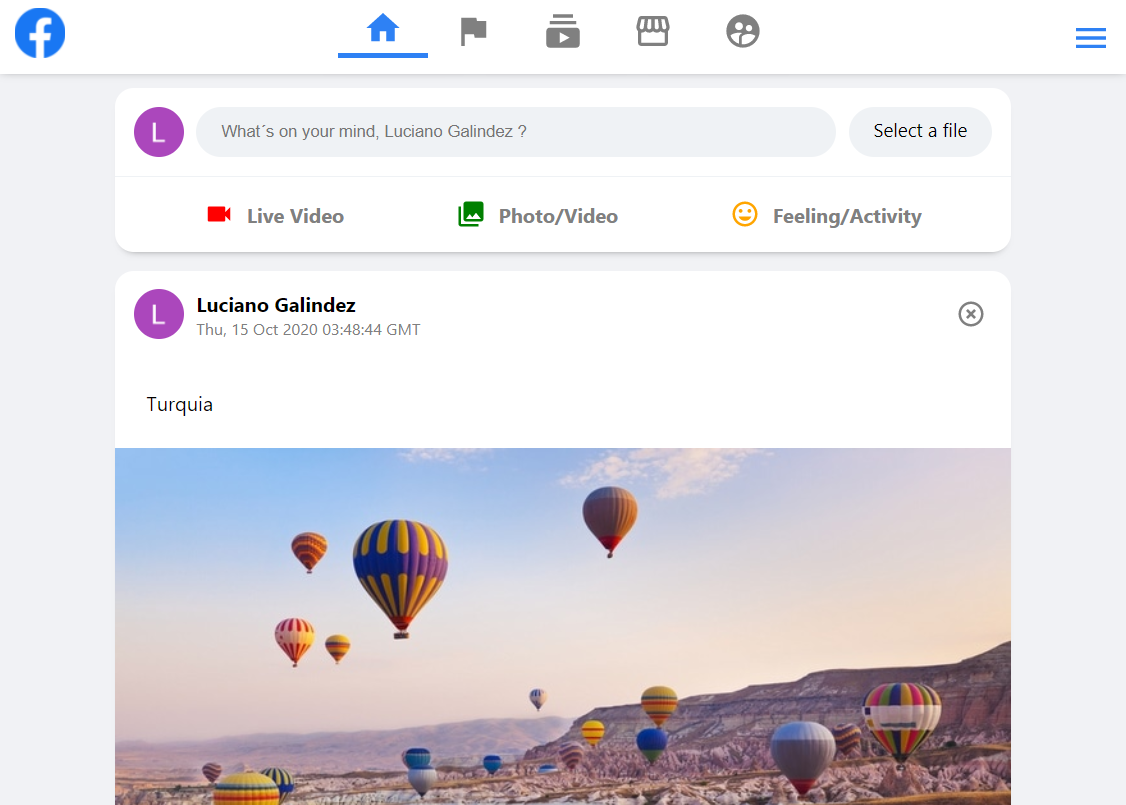 L
What´s on your mind, Luciano Galindez ?
Select a file
Live Video
Photo/Video
Feeling/Activity
L
Luciano Galindez
Thu, 15 Oct 2020 03:48:44 GMT
Turquia